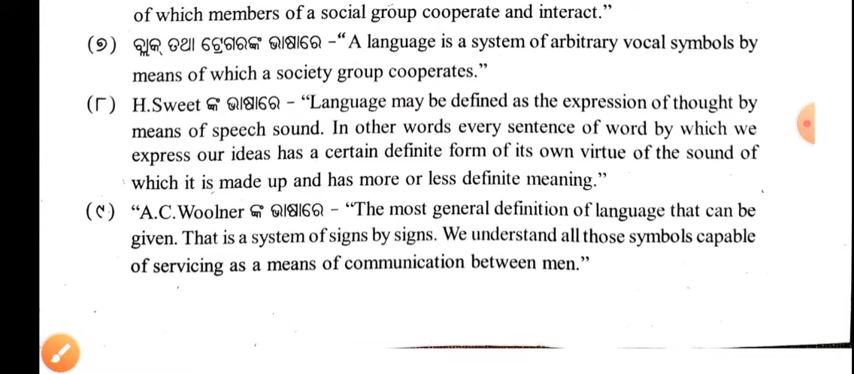 of which members of a social group cooperate and interact.”
(୭) ବ୍ଲକ୍ ତଥା ଟ୍ରେଗରଙ୍କ ଭାଷାରେ -“A language is a system of arbitrary vocal symbols by
means of which a society group cooperates.”
(୮) H.Sweet ଙ୍କ ଭାଷାରେ - “Language may be defined as the expression of thought by
means of speech sound. In other words every sentence of word by which we
express our ideas has a certain definite form of its own virtue of the sound of
which it is made up and has more or less definite meaning.”
(୯) “A.C.Woolner ଙ୍କ ଭାଷାରେ - “The most general definition of language that can be
given. That is a system of signs by signs. We understand all those symbols capable
of servicing as a means of communication between men.”